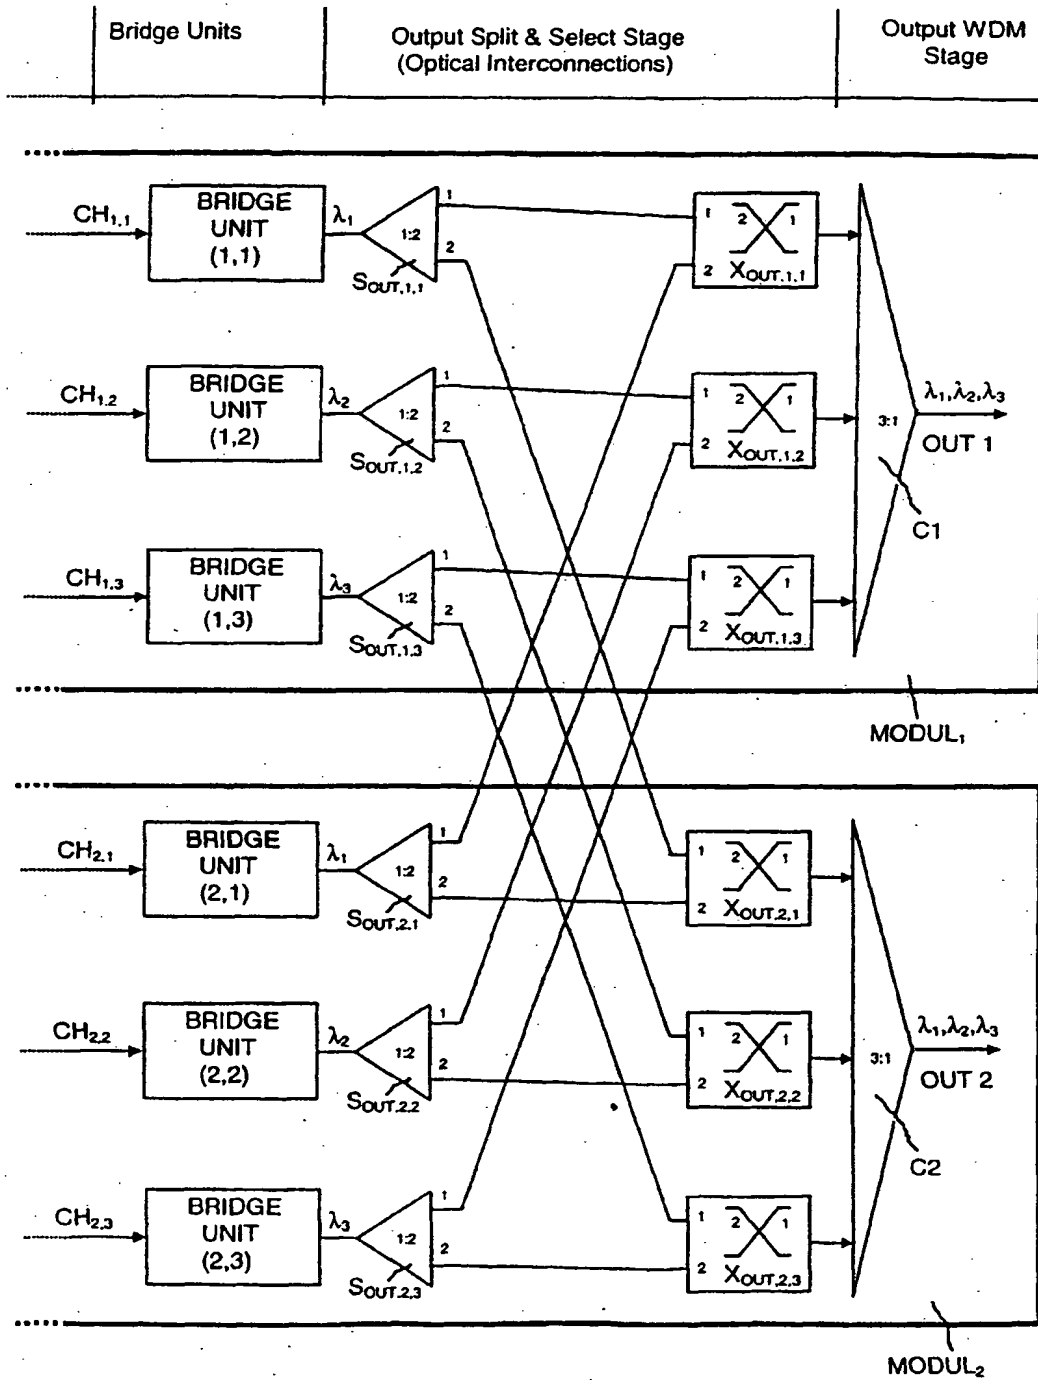 Bridge Units
Output Split & Select Stage
(Optical Interconnections)
Output WDM
Stage
CH1,1
BRIDGE
UNIT
(1,1)
λ1
1:2
1
2
SOUT,1,1
1
2
2 1
XOUT,1,1
CH1,2
BRIDGE
UNIT
(1,2)
λ2
1:2
1
2
SOUT,1,2
1
2
2 1
XOUT,1,2
3:1
λ1,λ2,λ3
OUT 1
C1
CH1,3
BRIDGE
UNIT
(1,3)
λ3
1:2
1
2
SOUT,1,3
1
2
2 1
XOUT,1,3
MODUL1
CH2,1
BRIDGE
UNIT
(2,1)
λ1
1:2
1
2
SOUT,2,1
1
2
2 1
XOUT,2,1
CH2,2
BRIDGE
UNIT
(2,2)
λ2
1:2
1
2
SOUT,2,2
1
2
2 1
XOUT,2,2
3:1
λ1,λ2,λ3
OUT 2
C2
CH2,3
BRIDGE
UNIT
(2,3)
λ3
1:2
1
2
SOUT,2,3
1
2
2 1
XOUT,2,3
MODUL2